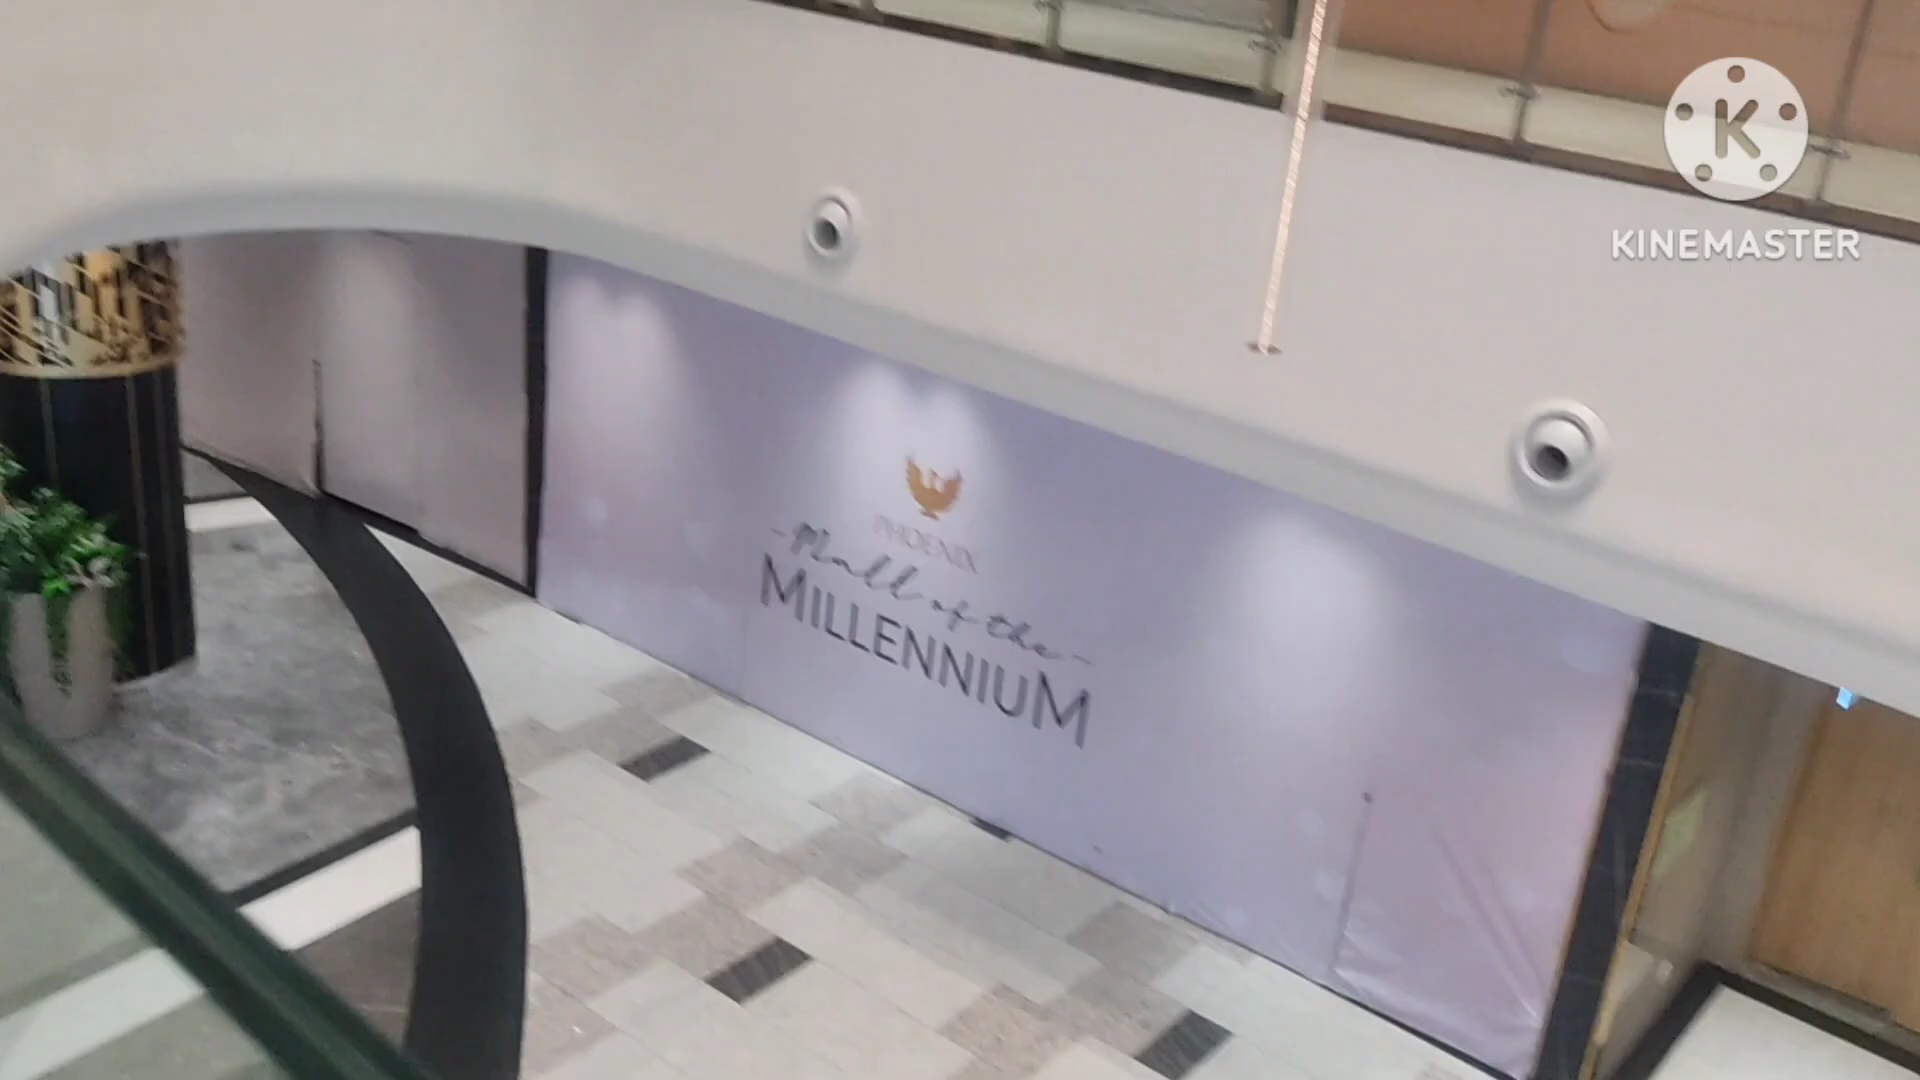 K
KINEMASTER
PHOENIX
-Mall of the-
MILLENNIUM